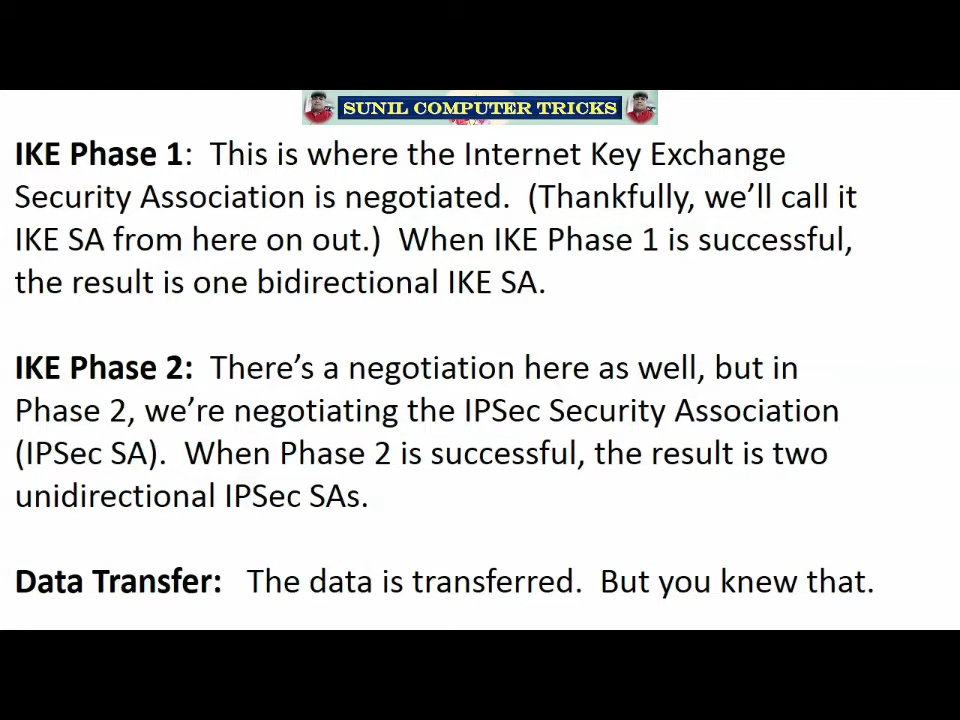 SUNIL COMPUTER TRICKS
IKE Phase 1:  This is where the Internet Key Exchange
Security Association is negotiated.  (Thankfully, we’ll call it
IKE SA from here on out.)  When IKE Phase 1 is successful,
the result is one bidirectional IKE SA.
IKE Phase 2:  There’s a negotiation here as well, but in
Phase 2, we’re negotiating the IPSec Security Association
(IPSec SA).  When Phase 2 is successful, the result is two
unidirectional IPSec SAs.
Data Transfer:   The data is transferred.  But you knew that.